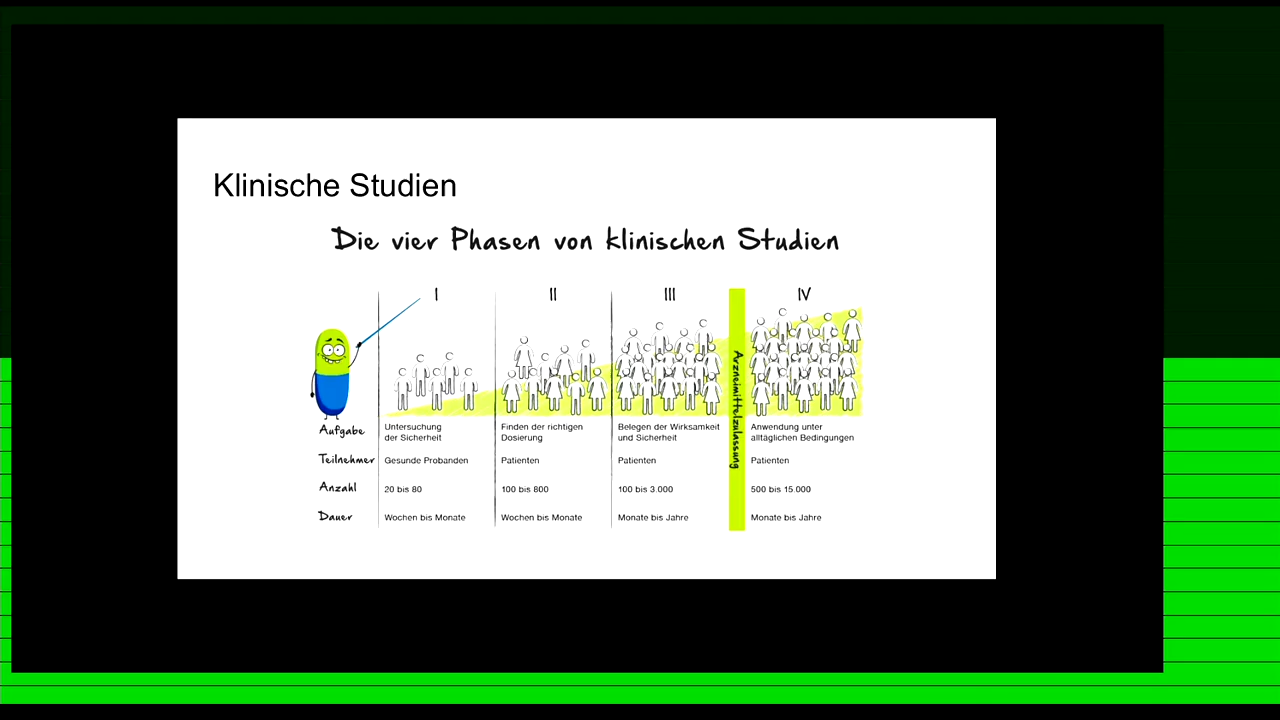 Klinische Studien
Die vier Phasen von klinischen Studien
I II III IV
Arzneimittelzulassung
Aufgabe Untersuchung der Sicherheit Finden der richtigen Dosierung Belegen der Wirksamkeit und Sicherheit Anwendung unter alltäglichen Bedingungen
Teilnehmer Gesunde Probanden Patienten Patienten Patienten
Anzahl 20 bis 80 100 bis 800 100 bis 3.000 500 bis 15.000
Dauer Wochen bis Monate Wochen bis Monate Monate bis Jahre Monate bis Jahre